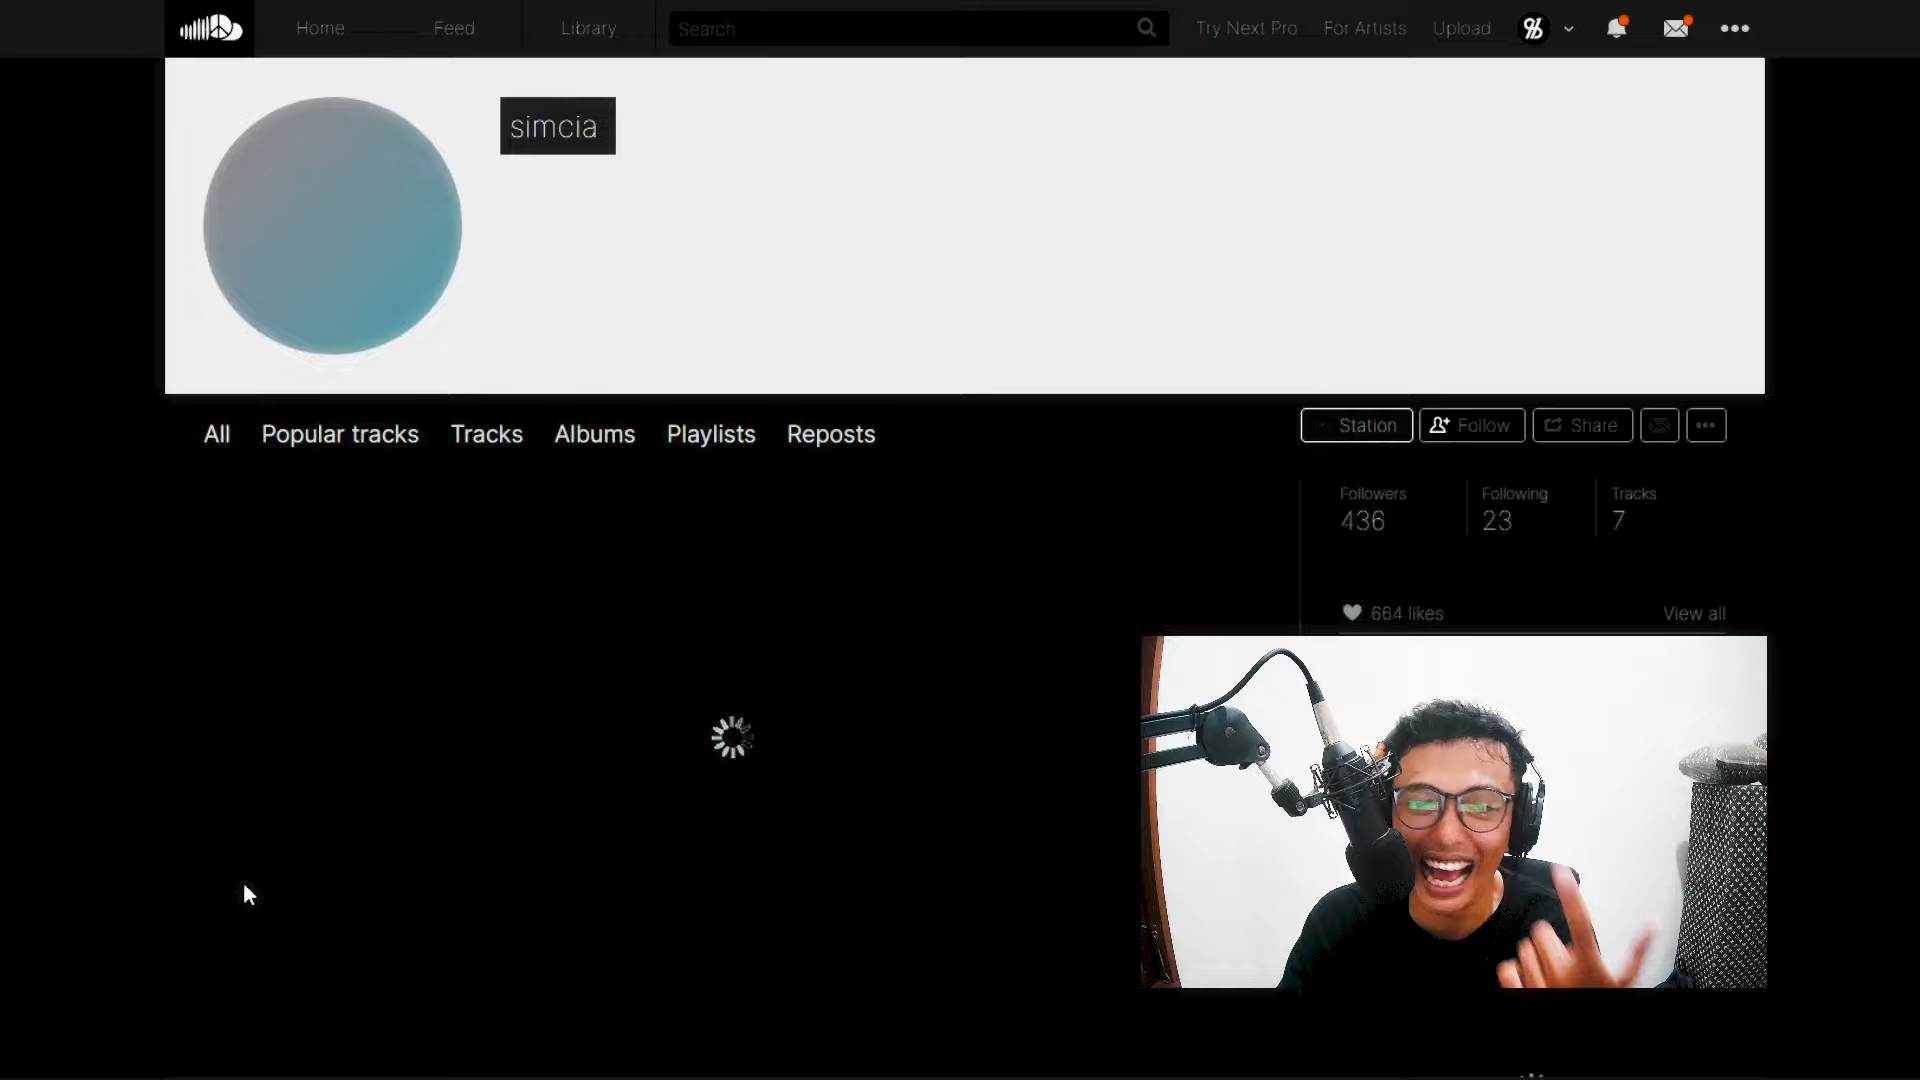 Home
Feed
Library
Search
Try Next Pro
For Artists
Upload
simcia
All
Popular tracks
Tracks
Albums
Playlists
Reposts
Station
Follow
Share
Followers
436
Following
23
Tracks
7
664 likes
View all